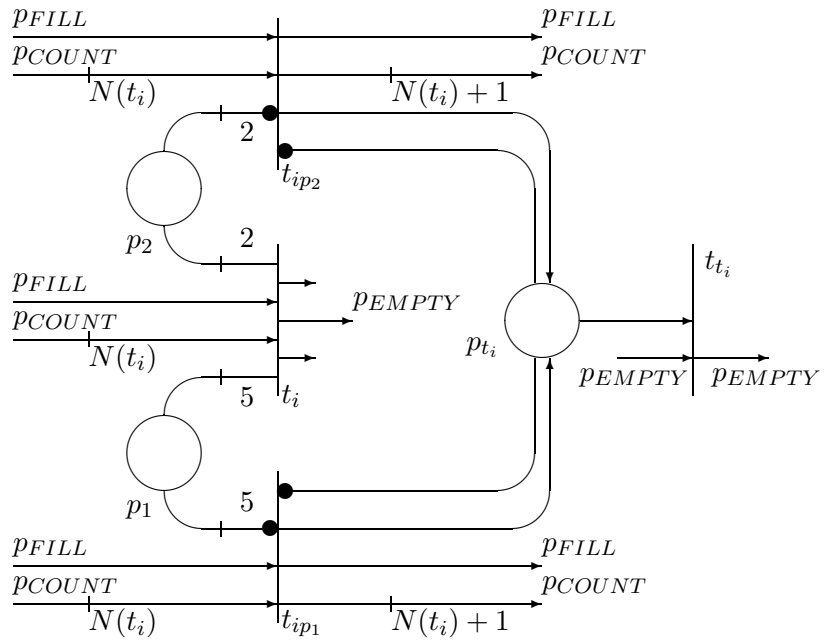 p_{FILL} p_{FILL}
p_{COUNT} p_{COUNT}
N(t_i) N(t_i) + 1
2
t_{ip_2}
p_2 2
t_{t_i}
p_{FILL}
p_{EMPTY}
p_{COUNT}
p_{t_i}
N(t_i)
p_{EMPTY} p_{EMPTY}
5 t_i
p_1 5
p_{FILL} p_{FILL}
p_{COUNT} p_{COUNT}
N(t_i) t_{ip_1} N(t_i) + 1